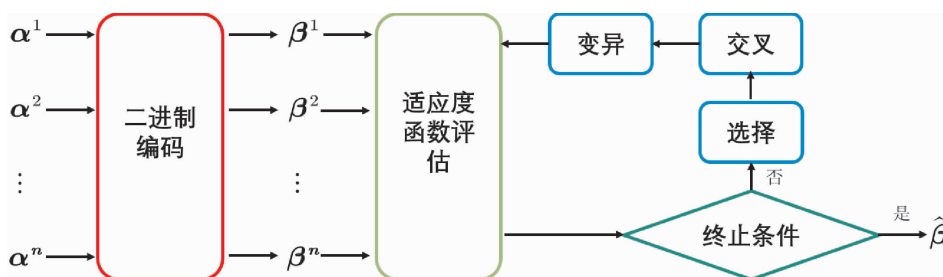 α¹
α²
⋮
αⁿ
二进制
编码
β¹
β²
⋮
βⁿ
适应度
函数评
估
变异
交叉
选择
否
终止条件
是
β̂